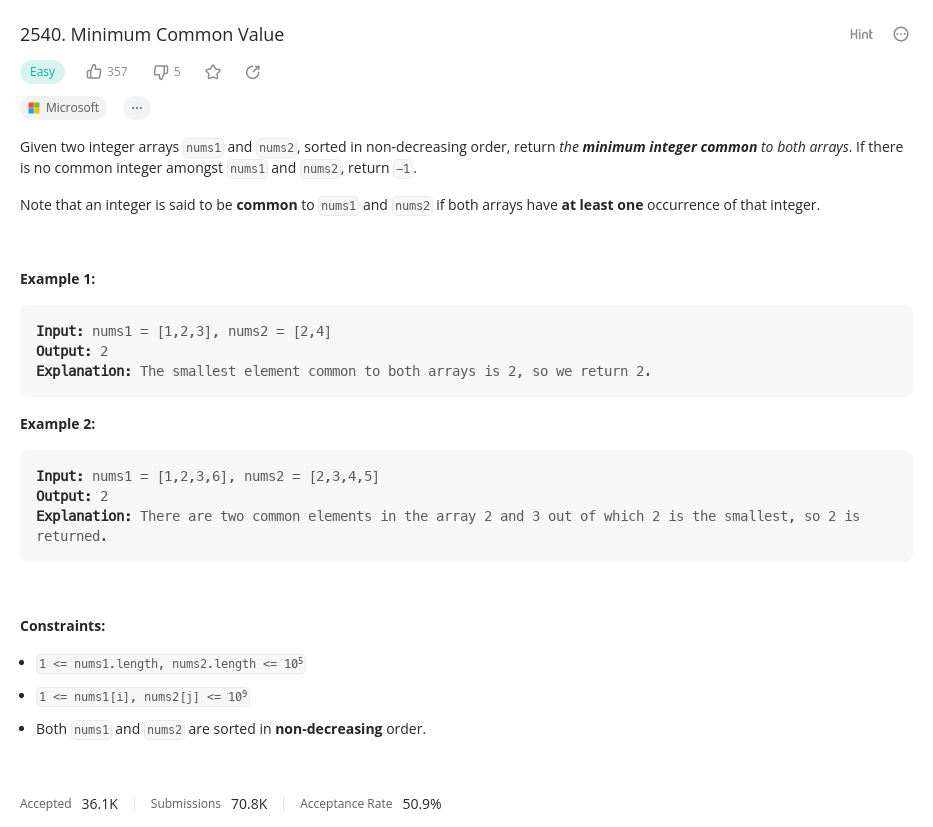 2540. Minimum Common Value
Hint
Easy 357 5
Microsoft ...
Given two integer arrays nums1 and nums2, sorted in non-decreasing order, return the minimum integer common to both arrays. If there
is no common integer amongst nums1 and nums2, return -1.
Note that an integer is said to be common to nums1 and nums2 if both arrays have at least one occurrence of that integer.
Example 1:
Input: nums1 = [1,2,3], nums2 = [2,4]
Output: 2
Explanation: The smallest element common to both arrays is 2, so we return 2.
Example 2:
Input: nums1 = [1,2,3,6], nums2 = [2,3,4,5]
Output: 2
Explanation: There are two common elements in the array 2 and 3 out of which 2 is the smallest, so 2 is
returned.
Constraints:
• 1 <= nums1.length, nums2.length <= 10⁵
• 1 <= nums1[i], nums2[j] <= 10⁹
• Both nums1 and nums2 are sorted in non-decreasing order.
Accepted 36.1K Submissions 70.8K Acceptance Rate 50.9%